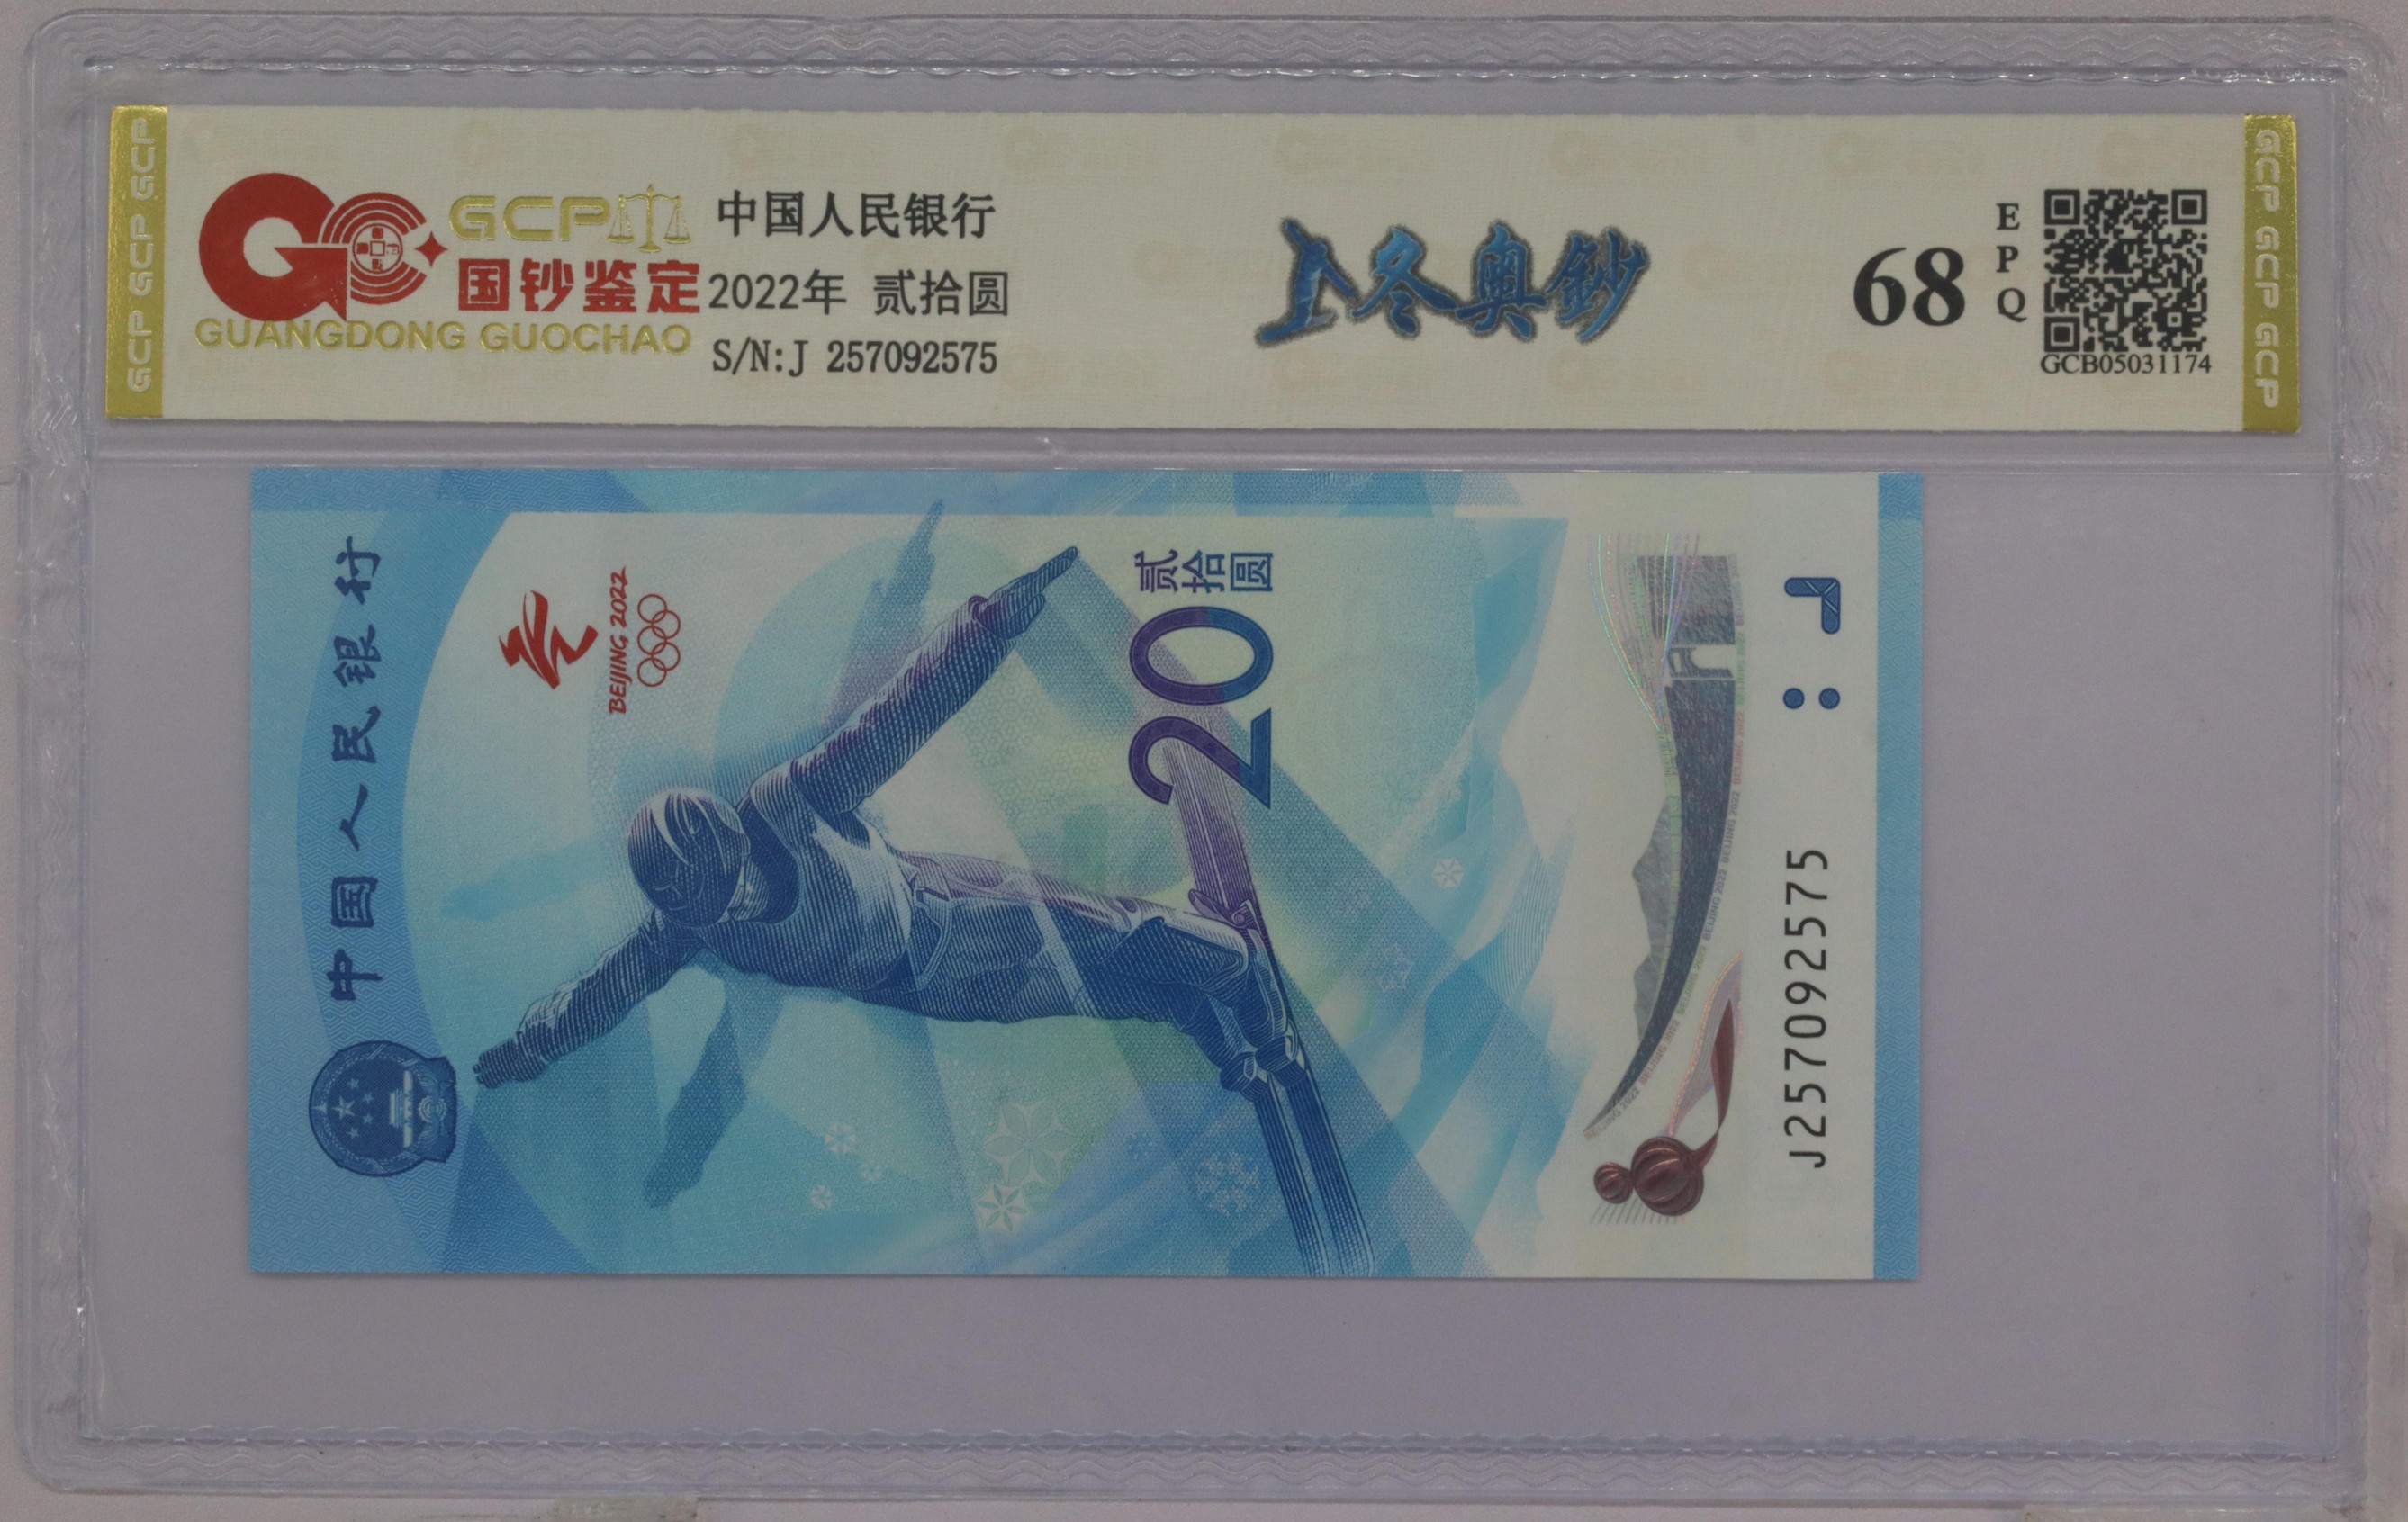 GCP GCP GCP
GCP
国钞鉴定
GUANGDONG GUOCHAO
中国人民银行
2022年 贰拾圆
S/N:J 257092575
冬奥鈔
68
EPQ
GCB05031174
GCP GCP GCP
中国人民银行
BEIJING 2022
贰拾圆
20
J257092575